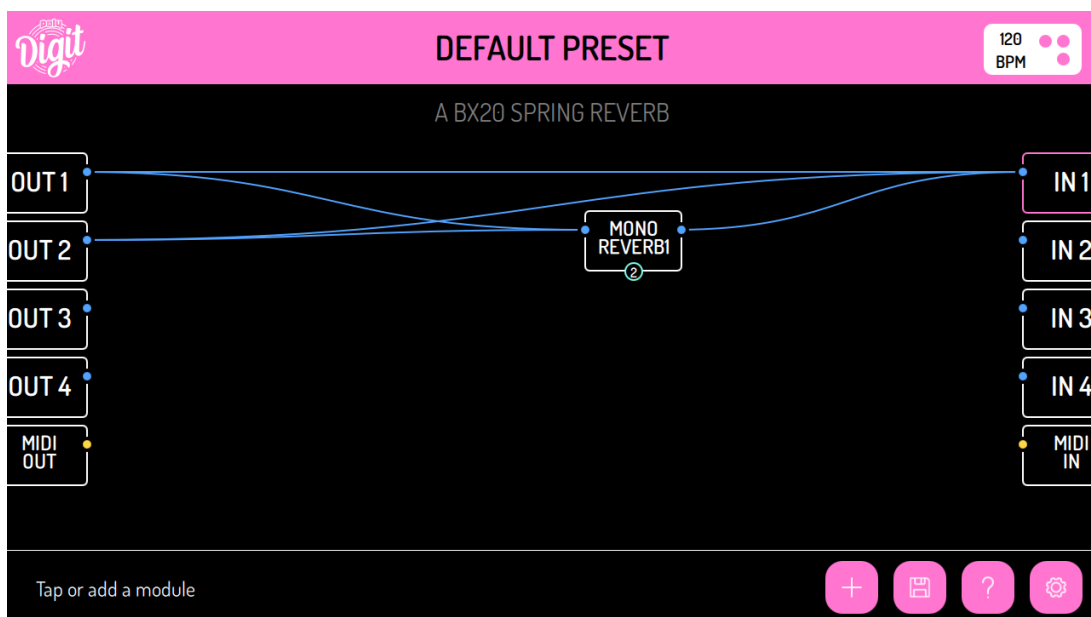 Poly
Digit
DEFAULT PRESET
120
BPM
A BX20 SPRING REVERB
OUT 1
IN 1
MONO
REVERB1
2
OUT 2
IN 2
OUT 3
IN 3
OUT 4
IN 4
MIDI
OUT
MIDI
IN
Tap or add a module
+
?